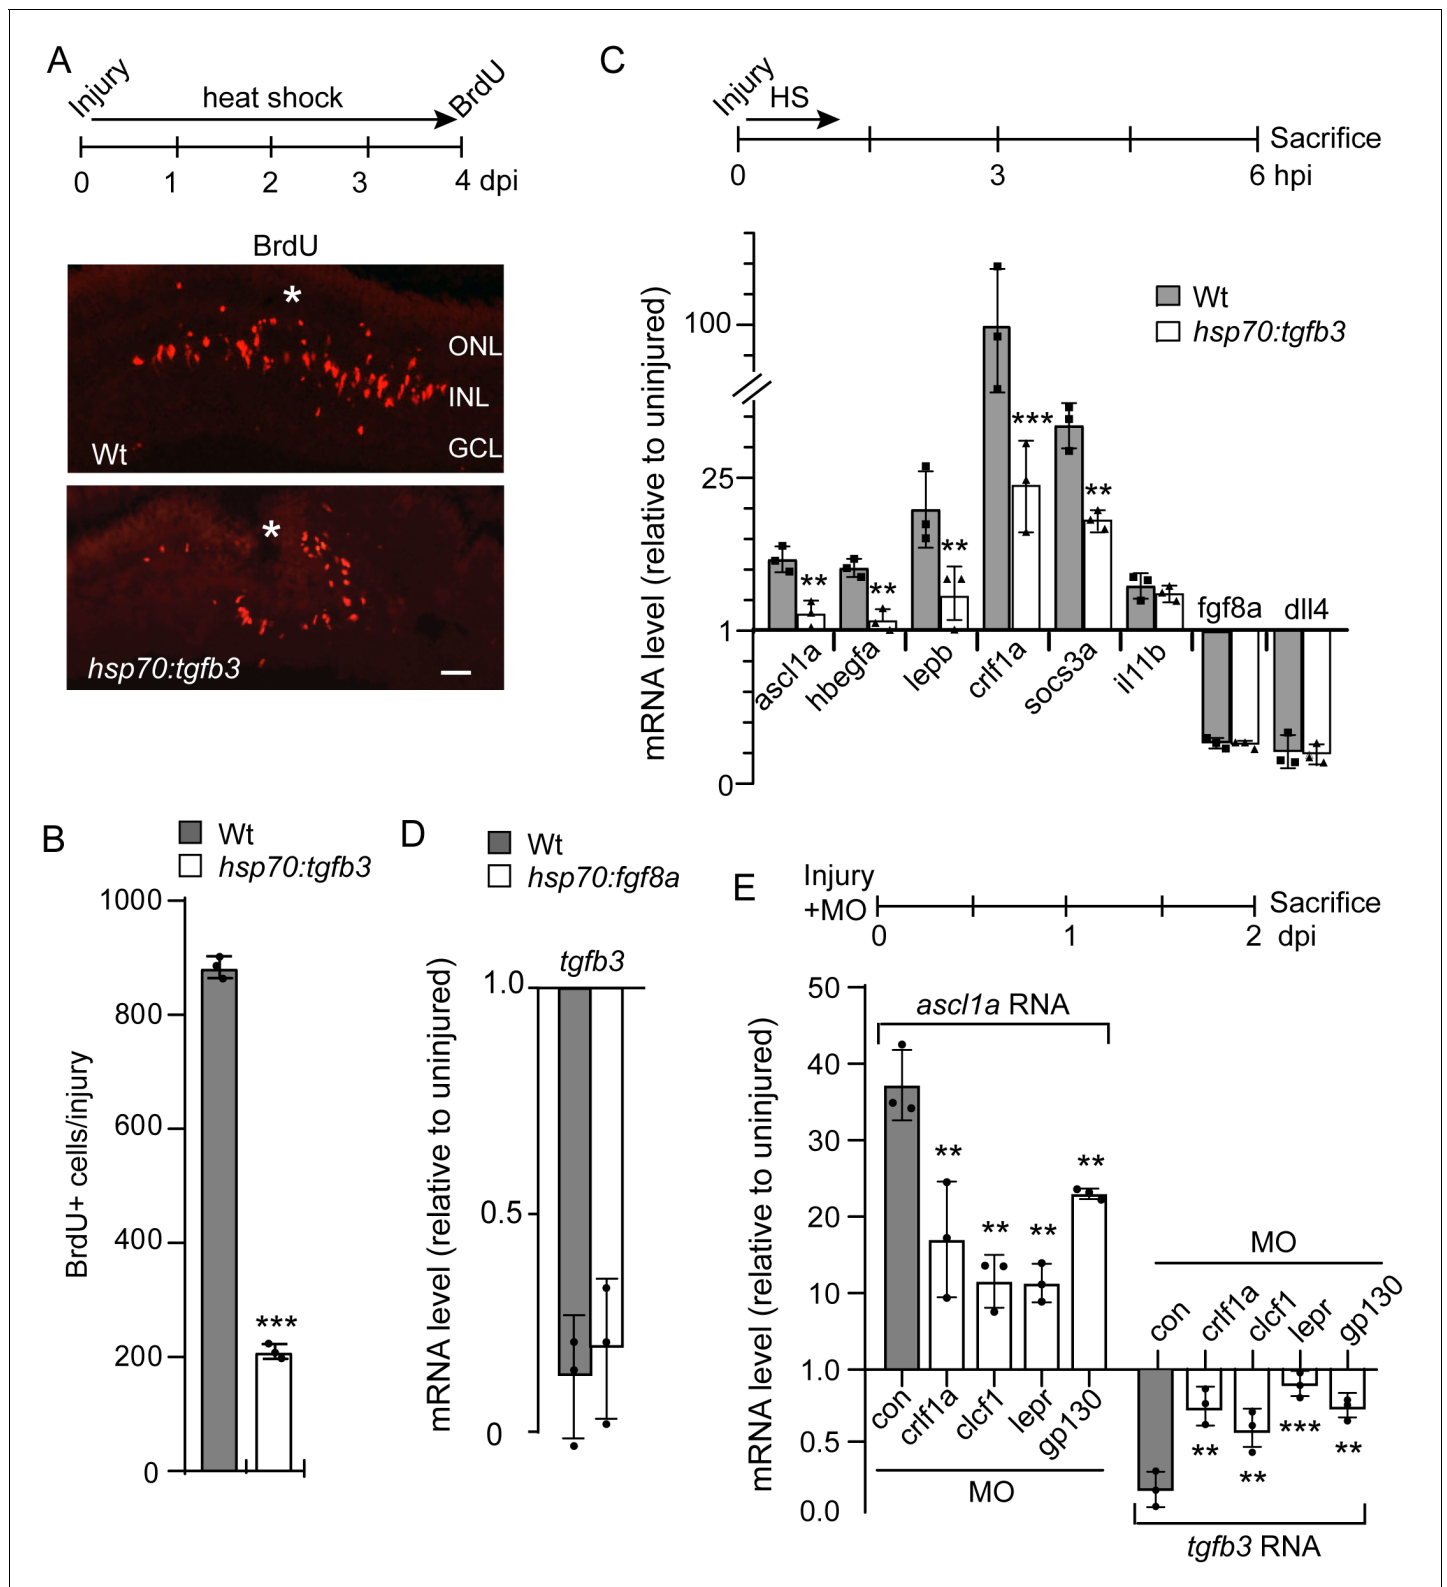 A
Injury
heat shock
BrdU
0 1 2 3 4 dpi
BrdU
*
ONL
INL
GCL
Wt
*
hsp70:tgfb3
B
Wt
hsp70:tgfb3
BrdU+ cells/injury
1000
800
600
400
200
0
***
C
Injury
HS
Sacrifice
0 3 6 hpi
mRNA level (relative to uninjured)
100
25
1
0
Wt
hsp70:tgfb3
** ** ** *** **
ascl1a hbegfa lepb crlf1a socs3a il11b fgf8a dll4
D
Wt
hsp70:fgf8a
tgfb3
mRNA level (relative to uninjured)
1.0
0.5
0
E
Injury
+MO
Sacrifice
0 1 2 dpi
mRNA level (relative to uninjured)
50
40
30
20
10
1.0
0.5
0.0
ascl1a RNA
** ** ** **
con crlf1a clcf1 lepr gp130
MO
MO
con crlf1a clcf1 lepr gp130
** ** *** **
tgfb3 RNA